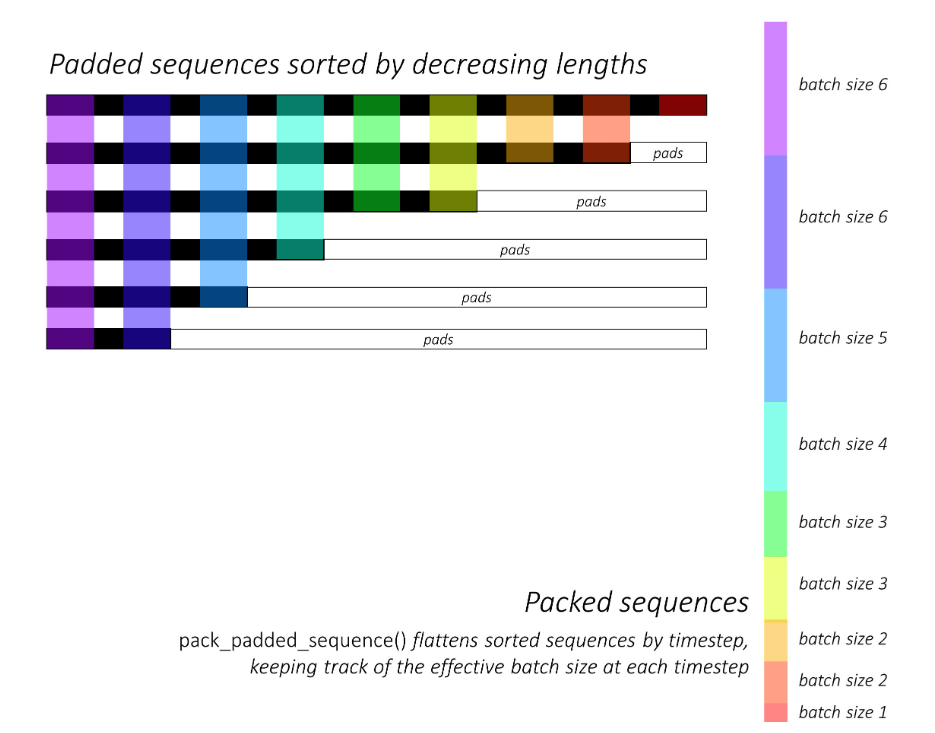 Padded sequences sorted by decreasing lengths
pads
pads
pads
pads
pads
batch size 6
batch size 6
batch size 5
batch size 4
batch size 3
batch size 3
batch size 2
batch size 2
batch size 1
Packed sequences
pack_padded_sequence() flattens sorted sequences by timestep,
keeping track of the effective batch size at each timestep